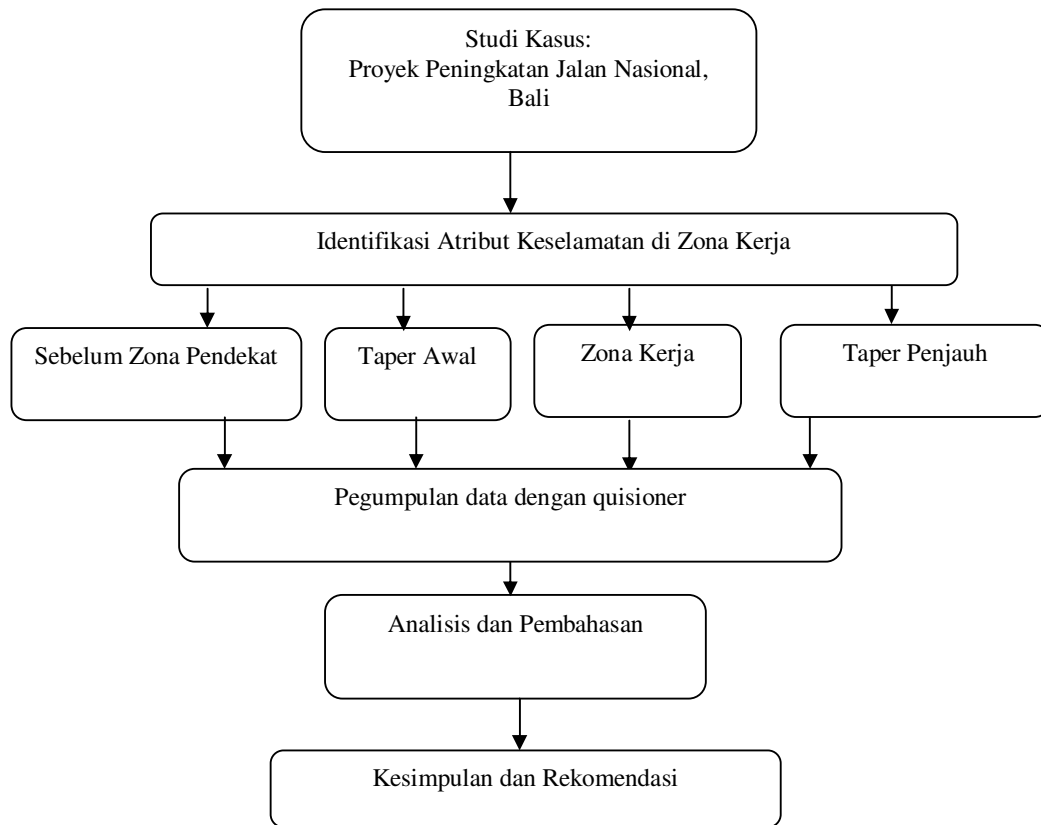 Studi Kasus:
Proyek Peningkatan Jalan Nasional,
Bali
Identifikasi Atribut Keselamatan di Zona Kerja
Sebelum Zona Pendekat
Taper Awal
Zona Kerja
Taper Penjauh
Pegumpulan data dengan quisioner
Analisis dan Pembahasan
Kesimpulan dan Rekomendasi